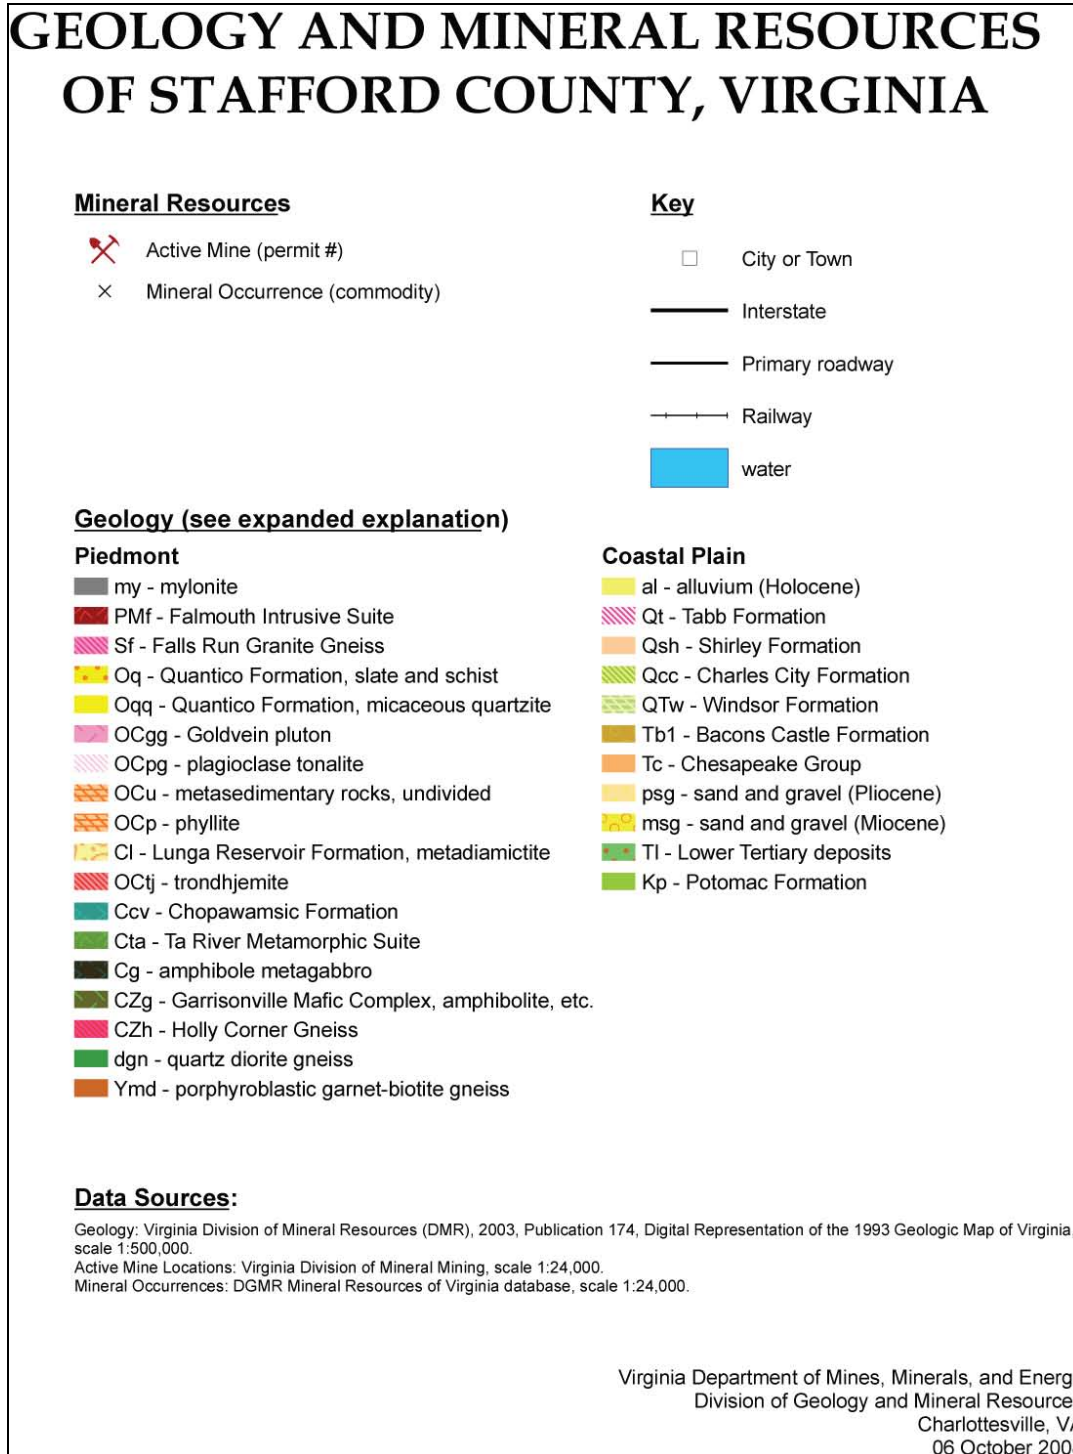 GEOLOGY AND MINERAL RESOURCES
OF STAFFORD COUNTY, VIRGINIA
Mineral Resources
Active Mine (permit #)
Mineral Occurrence (commodity)
Key
City or Town
Interstate
Primary roadway
Railway
water
Geology (see expanded explanation)
Piedmont
my - mylonite
PMf - Falmouth Intrusive Suite
Sf - Falls Run Granite Gneiss
Oq - Quantico Formation, slate and schist
Oqq - Quantico Formation, micaceous quartzite
OCgg - Goldvein pluton
OCpg - plagioclase tonalite
OCu - metasedimentary rocks, undivided
OCp - phyllite
Cl - Lunga Reservoir Formation, metadiamictite
OCtj - trondhjemite
Ccv - Chopawamsic Formation
Cta - Ta River Metamorphic Suite
Cg - amphibole metagabbro
CZg - Garrisonville Mafic Complex, amphibolite, etc.
CZh - Holly Corner Gneiss
dgn - quartz diorite gneiss
Ymd - porphyroblastic garnet-biotite gneiss
Coastal Plain
al - alluvium (Holocene)
Qt - Tabb Formation
Qsh - Shirley Formation
Qcc - Charles City Formation
QTw - Windsor Formation
Tb1 - Bacons Castle Formation
Tc - Chesapeake Group
psg - sand and gravel (Pliocene)
msg - sand and gravel (Miocene)
Tl - Lower Tertiary deposits
Kp - Potomac Formation
Data Sources:
Geology: Virginia Division of Mineral Resources (DMR), 2003, Publication 174, Digital Representation of the 1993 Geologic Map of Virginia,
scale 1:500,000.
Active Mine Locations: Virginia Division of Mineral Mining, scale 1:24,000.
Mineral Occurrences: DGMR Mineral Resources of Virginia database, scale 1:24,000.
Virginia Department of Mines, Minerals, and Energ
Division of Geology and Mineral Resource
Charlottesville, VA
06 October 200